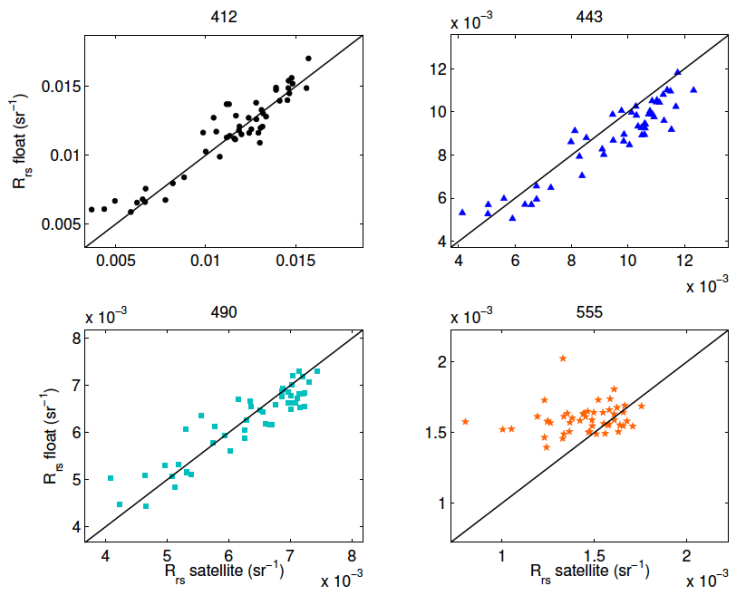 412
0.015
0.01
0.005
R_rs float (sr⁻¹)
0.005 0.01 0.015
443
x 10⁻³
12
10
8
6
4
4 6 8 10 12
x 10⁻³
490
x 10⁻³
8
7
6
5
4
R_rs float (sr⁻¹)
4 5 6 7 8
R_rs satellite (sr⁻¹)
x 10⁻³
555
x 10⁻³
2
1.5
1
1 1.5 2
R_rs satellite (sr⁻¹)
x 10⁻³